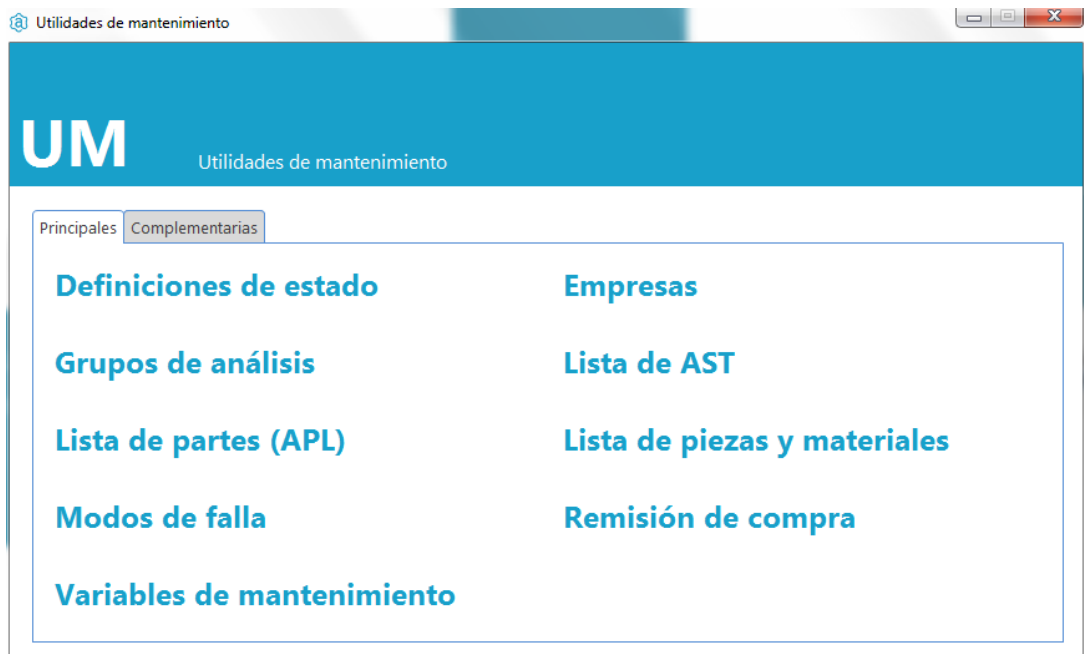 Utilidades de mantenimiento
UM
Utilidades de mantenimiento
Principales
Complementarias
Definiciones de estado
Empresas
Grupos de análisis
Lista de AST
Lista de partes (APL)
Lista de piezas y materiales
Modos de falla
Remisión de compra
Variables de mantenimiento